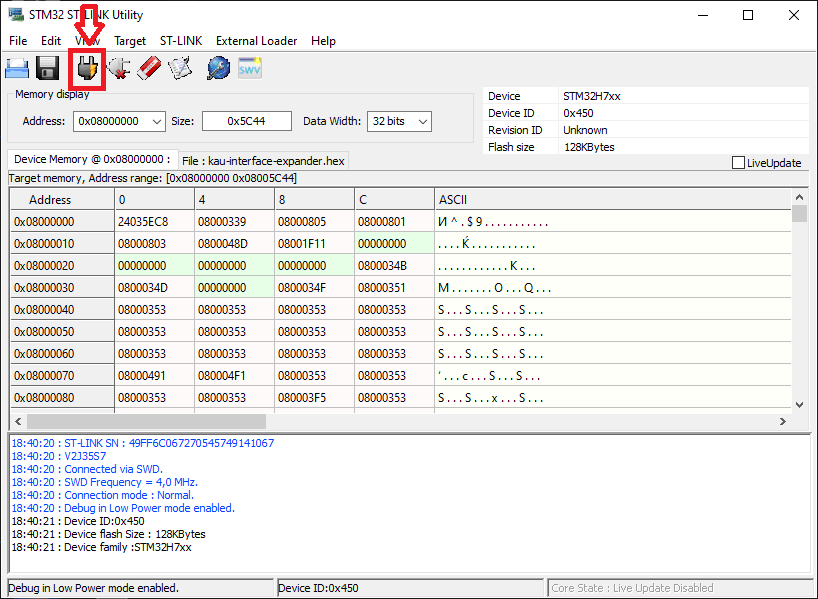 STM32 ST-LINK Utility
File Edit View Target ST-LINK External Loader Help
SWV
Memory display
Address: 0x08000000 Size: 0x5C44 Data Width: 32 bits
Device STM32H7xx
Device ID 0x450
Revision ID Unknown
Flash size 128KBytes
LiveUpdate
Device Memory @ 0x08000000 : File : kau-interface-expander.hex
Target memory, Address range: [0x08000000 0x08005C44]
Address 0 4 8 C ASCII
0x08000000 24035EC8 08000339 08000805 08000801 И^.$9...........
0x08000010 08000803 0800048D 08001F11 00000000 ....Ќ...........
0x08000020 00000000 00000000 00000000 0800034B ............K...
0x08000030 0800034D 00000000 0800034F 08000351 M.......O...Q...
0x08000040 08000353 08000353 08000353 08000353 S...S...S...S...
0x08000050 08000353 08000353 08000353 08000353 S...S...S...S...
0x08000060 08000353 08000353 08000353 08000353 S...S...S...S...
0x08000070 08000491 080004F1 08000353 08000353 ‘...с...S...S...
0x08000080 08000353 08000353 080003F5 08000353 S...S...х...S...
18:40:20 : ST-LINK SN : 49FF6C067270545749141067
18:40:20 : V2J35S7
18:40:20 : Connected via SWD.
18:40:20 : SWD Frequency = 4,0 MHz.
18:40:20 : Connection mode : Normal.
18:40:20 : Debug in Low Power mode enabled.
18:40:21 : Device ID:0x450
18:40:21 : Device flash Size : 128KBytes
18:40:21 : Device family :STM32H7xx
Debug in Low Power mode enabled. Device ID:0x450 Core State : Live Update Disabled